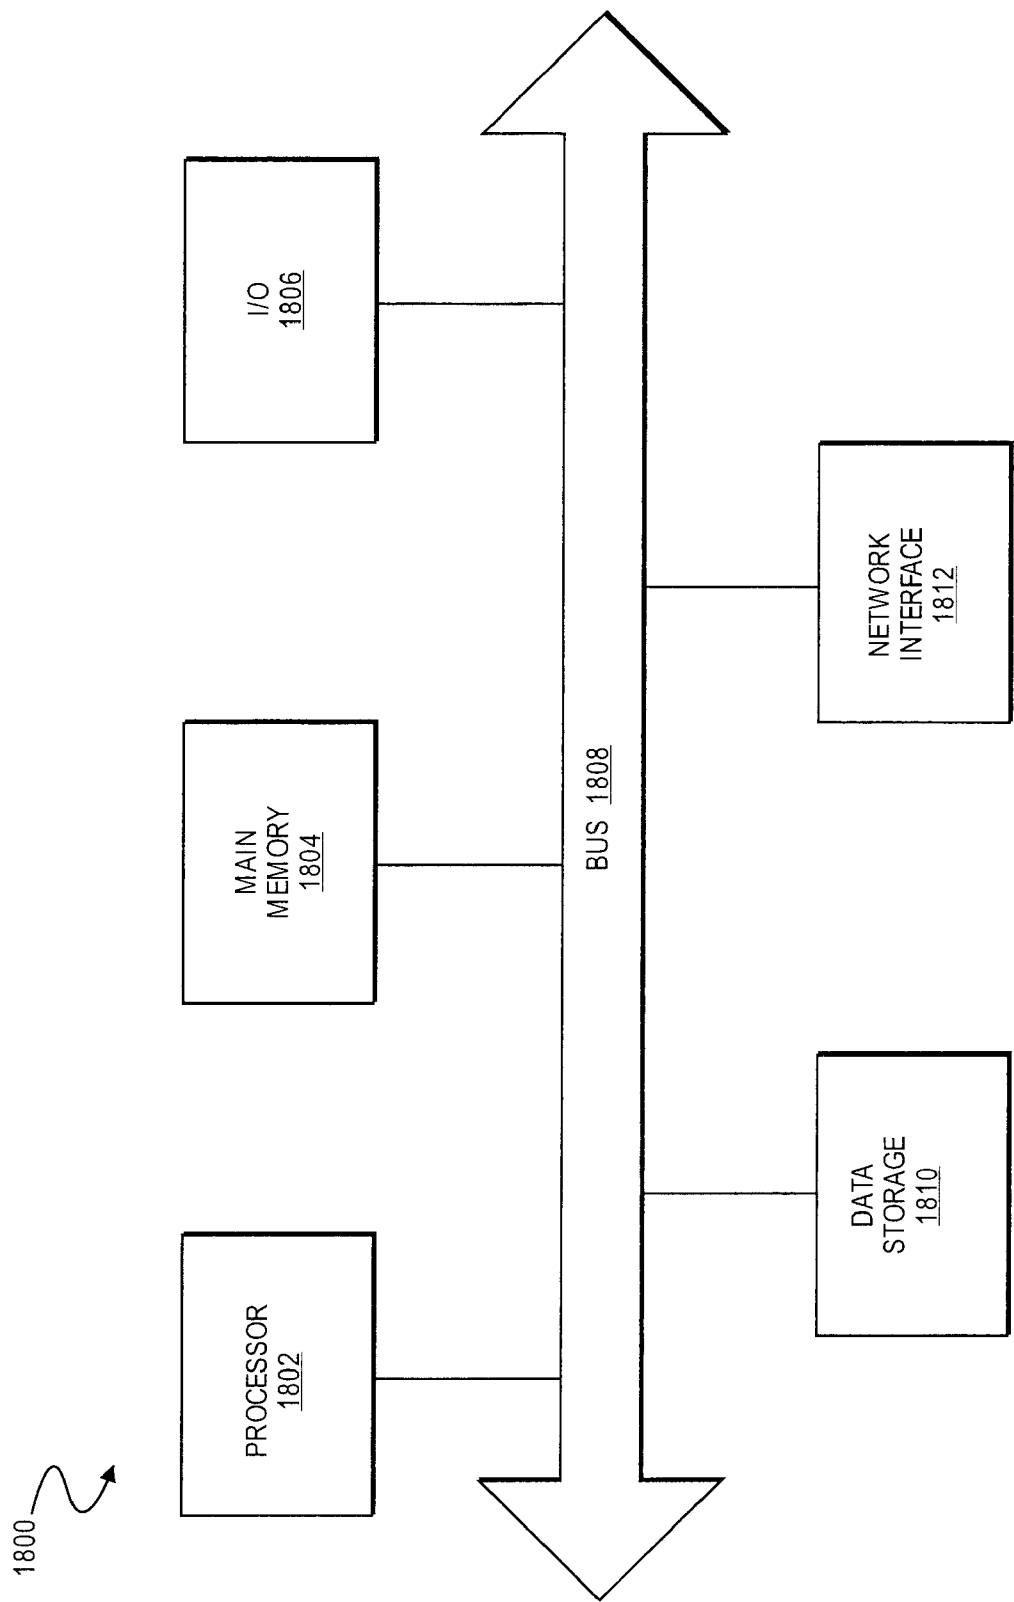 1800
PROCESSOR
1802
MAIN
MEMORY
1804
I/O
1806
BUS 1808
DATA
STORAGE
1810
NETWORK
INTERFACE
1812